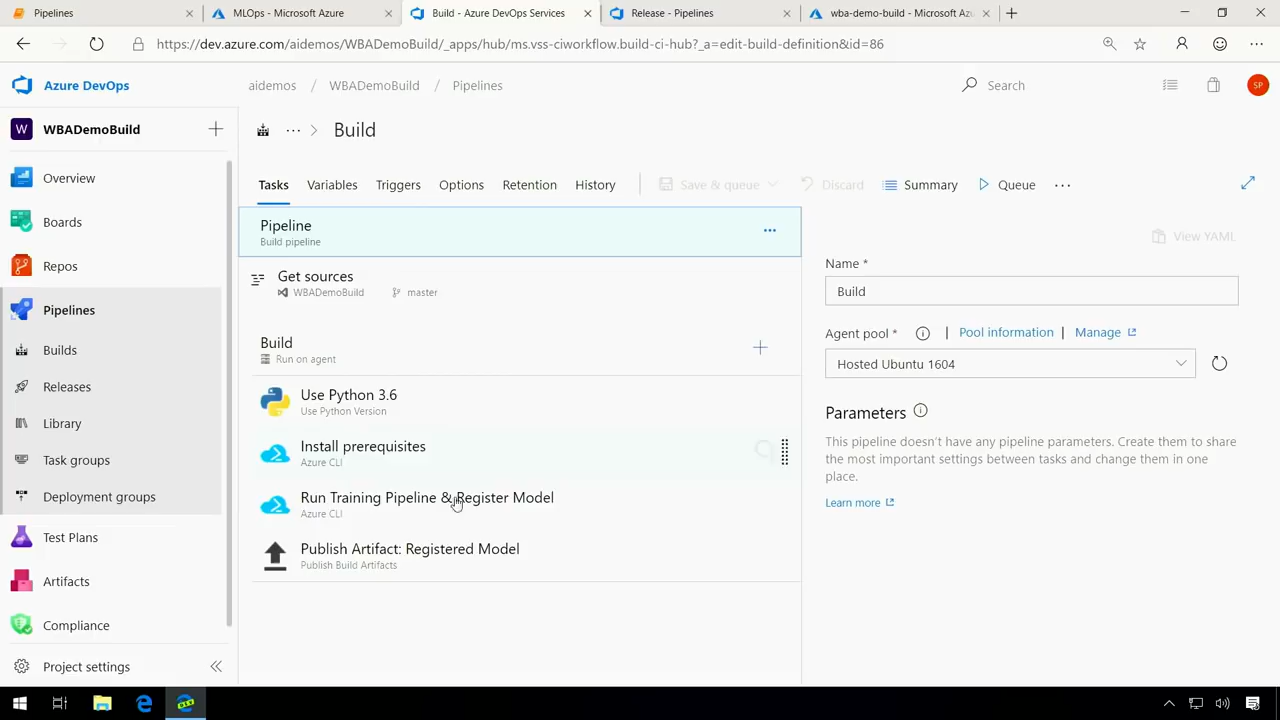 Pipelines
MLOps - Microsoft Azure
Build - Azure DevOps Services
Release - Pipelines
wba-demo-build - Microsoft Azu
https://dev.azure.com/aidemos/WBADemoBuild/_apps/hub/ms.vss-ciworkflow.build-ci-hub?_a=edit-build-definition&id=86
Azure DevOps
aidemos / WBADemoBuild / Pipelines
Search
SP
W
WBADemoBuild
Build
Overview
Boards
Repos
Pipelines
Builds
Releases
Library
Task groups
Deployment groups
Test Plans
Artifacts
Compliance
Project settings
Tasks
Variables
Triggers
Options
Retention
History
Save & queue
Discard
Summary
Queue
Pipeline
Build pipeline
Get sources
WBADemoBuild master
Build
Run on agent
Use Python 3.6
Use Python Version
Install prerequisites
Azure CLI
Run Training Pipeline & Register Model
Azure CLI
Publish Artifact: Registered Model
Publish Build Artifacts
View YAML
Name *
Build
Agent pool * | Pool information | Manage
Hosted Ubuntu 1604
Parameters
This pipeline doesn't have any pipeline parameters. Create them to share
the most important settings between tasks and change them in one
place.
Learn more